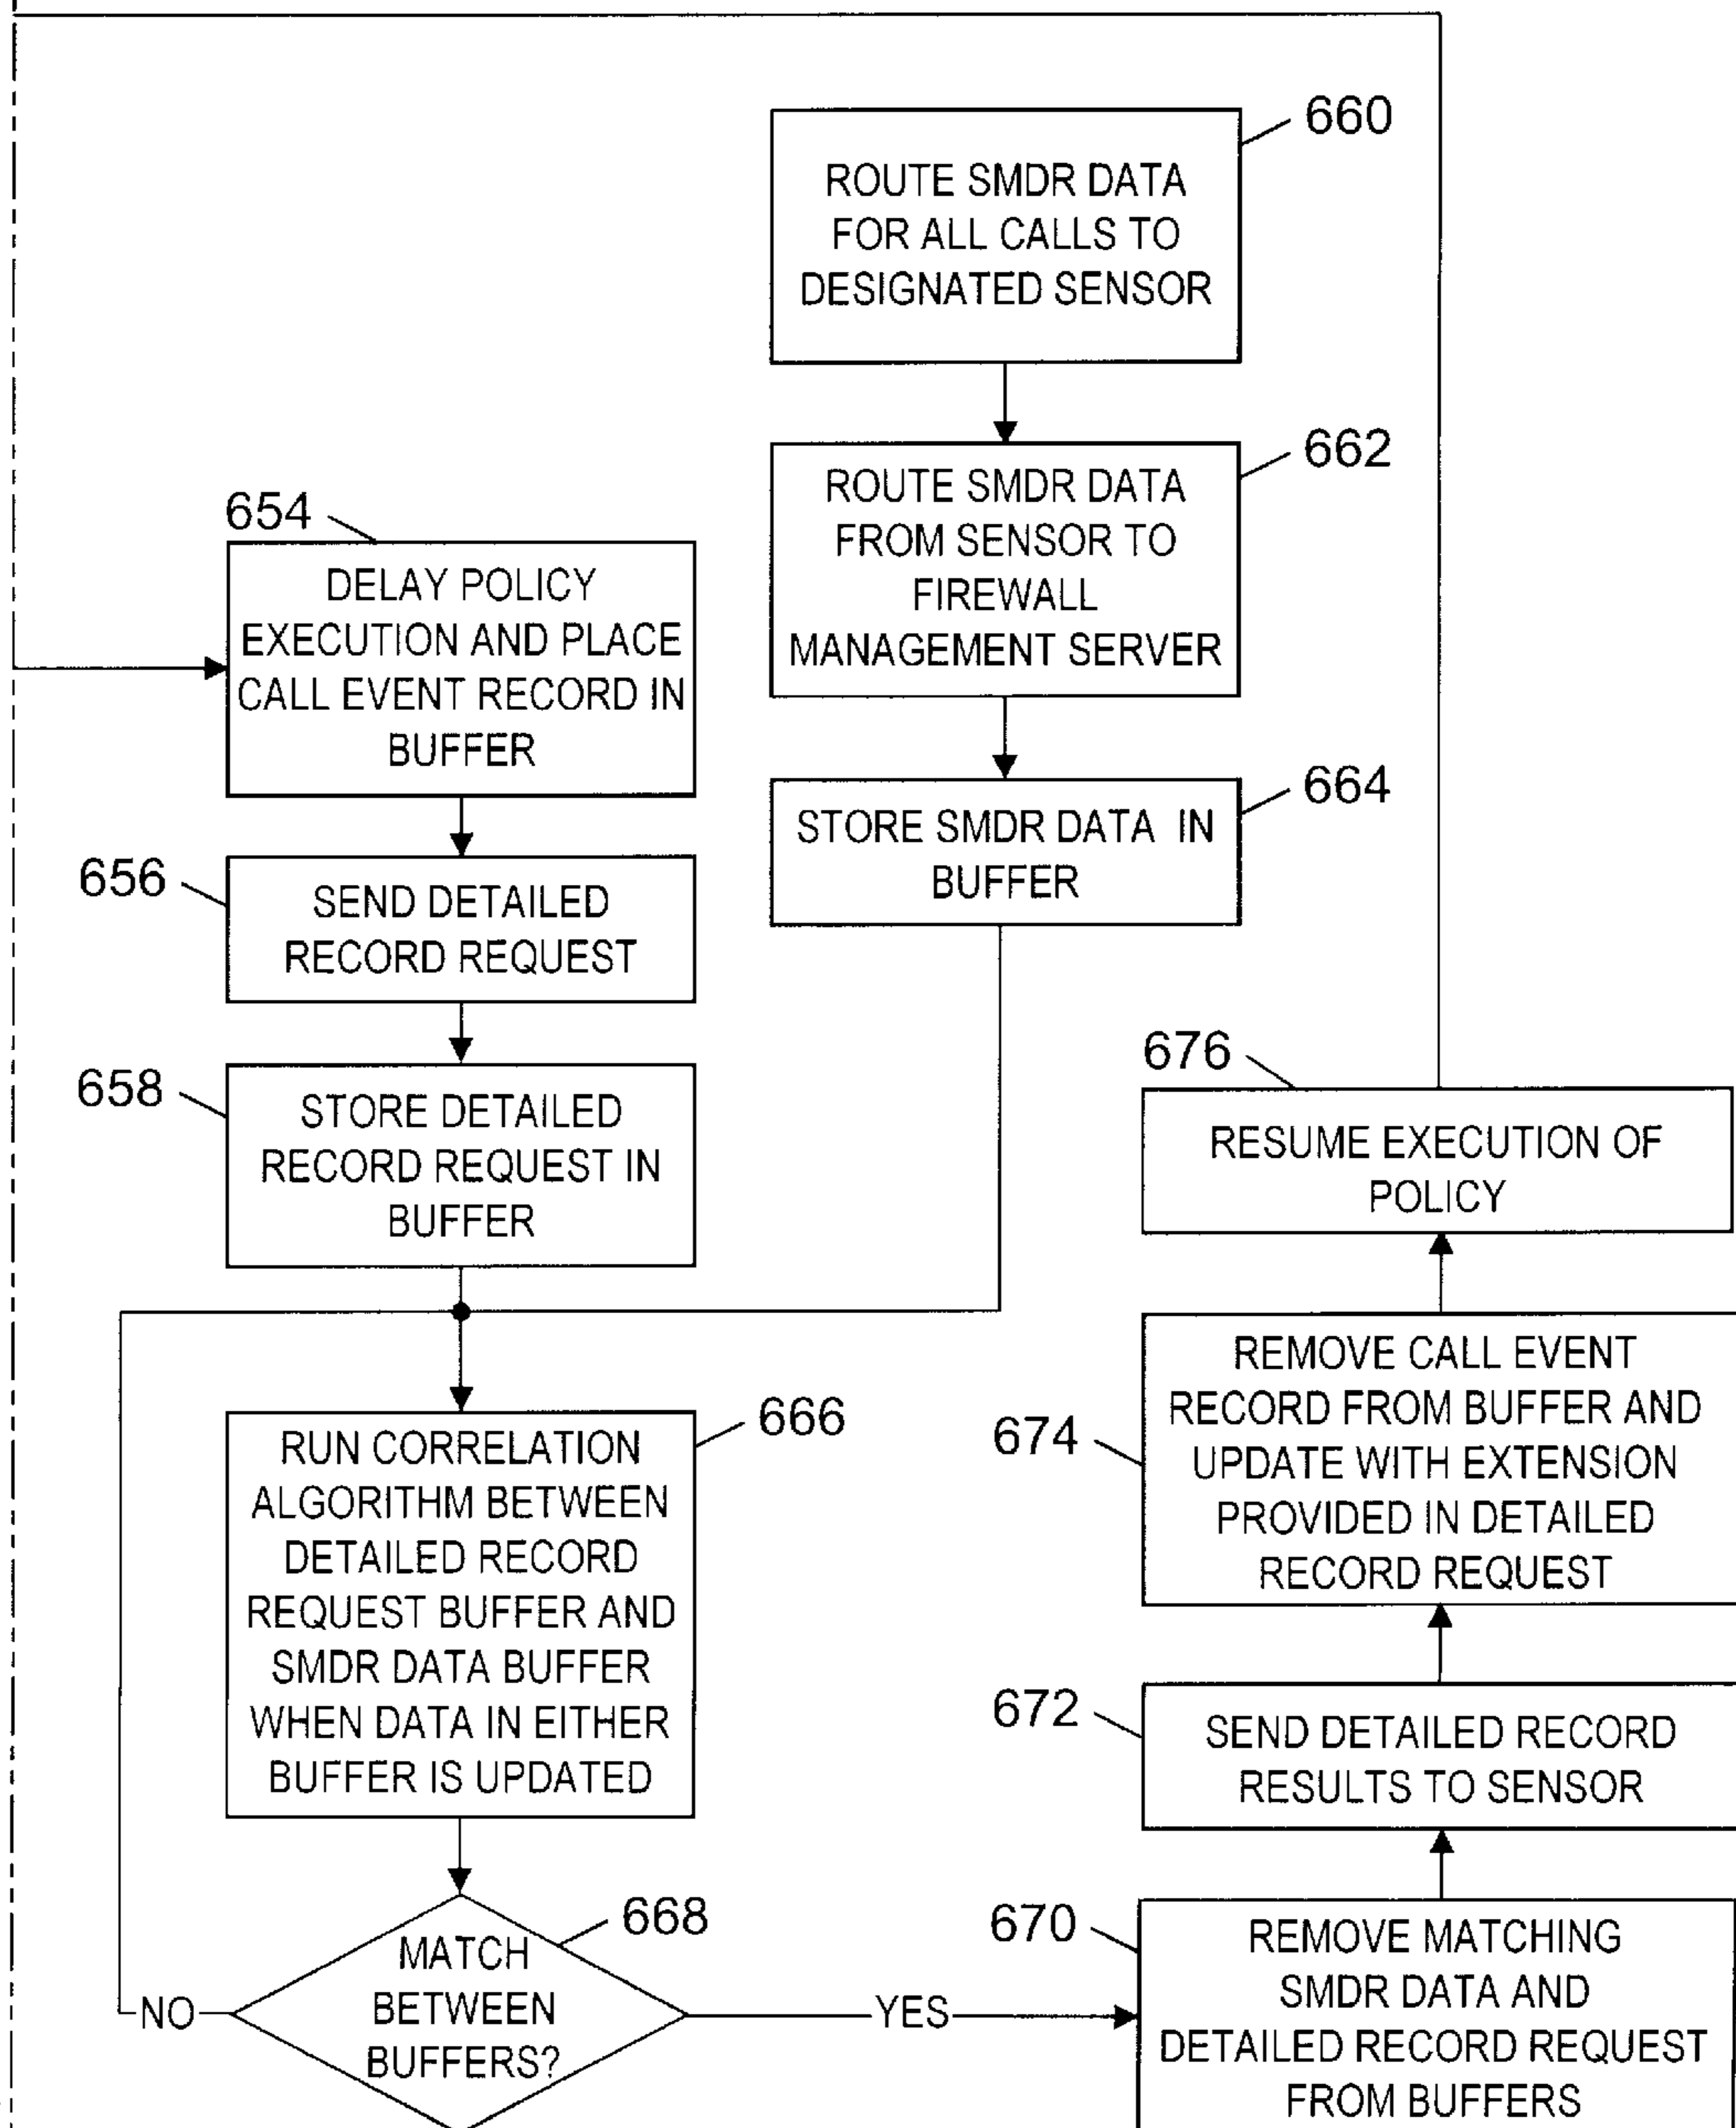 660
ROUTE SMDR DATA
FOR ALL CALLS TO
DESIGNATED SENSOR
662
ROUTE SMDR DATA
FROM SENSOR TO
FIREWALL
MANAGEMENT SERVER
654
DELAY POLICY
EXECUTION AND PLACE
CALL EVENT RECORD IN
BUFFER
664
STORE SMDR DATA IN
BUFFER
656
SEND DETAILED
RECORD REQUEST
658
STORE DETAILED
RECORD REQUEST IN
BUFFER
676
RESUME EXECUTION OF
POLICY
666
RUN CORRELATION
ALGORITHM BETWEEN
DETAILED RECORD
REQUEST BUFFER AND
SMDR DATA BUFFER
WHEN DATA IN EITHER
BUFFER IS UPDATED
674
REMOVE CALL EVENT
RECORD FROM BUFFER AND
UPDATE WITH EXTENSION
PROVIDED IN DETAILED
RECORD REQUEST
672
SEND DETAILED RECORD
RESULTS TO SENSOR
668
MATCH
BETWEEN
BUFFERS?
NO
YES
670
REMOVE MATCHING
SMDR DATA AND
DETAILED RECORD REQUEST
FROM BUFFERS